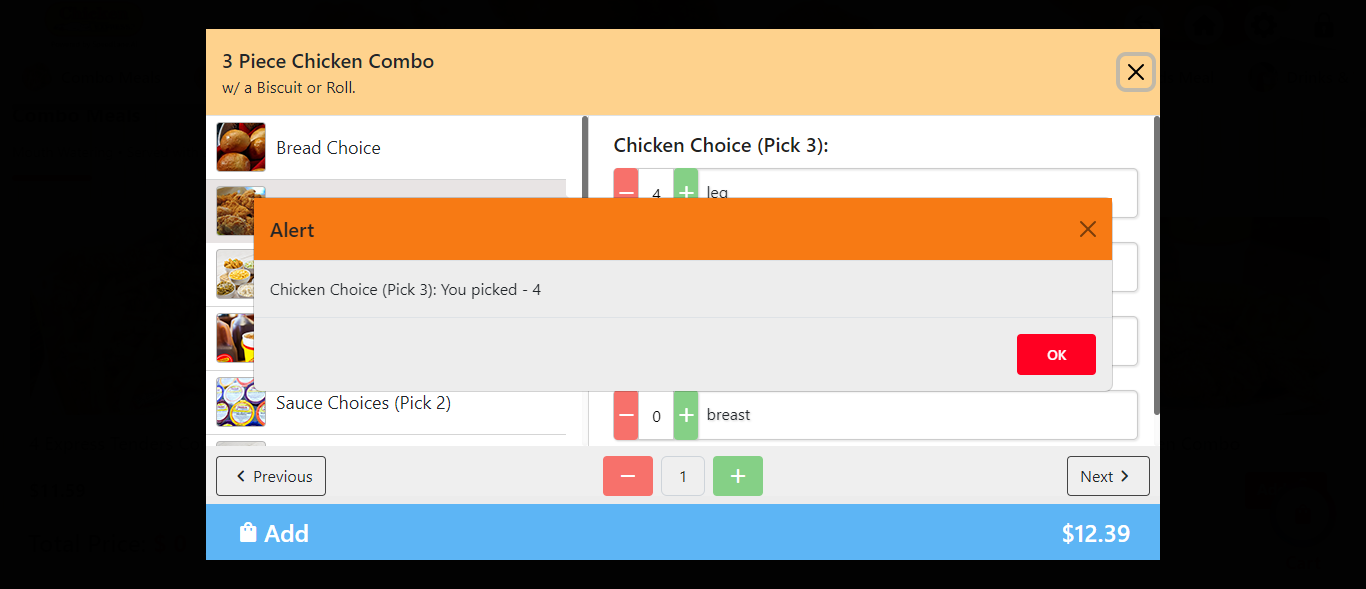 3 Piece Chicken Combo
w/ a Biscuit or Roll.
Bread Choice
Chicken Choice (Pick 3):
4 leg
Alert
Chicken Choice (Pick 3): You picked - 4
OK
Sauce Choices (Pick 2)
0 breast
Previous
1
Next
Add
$12.39